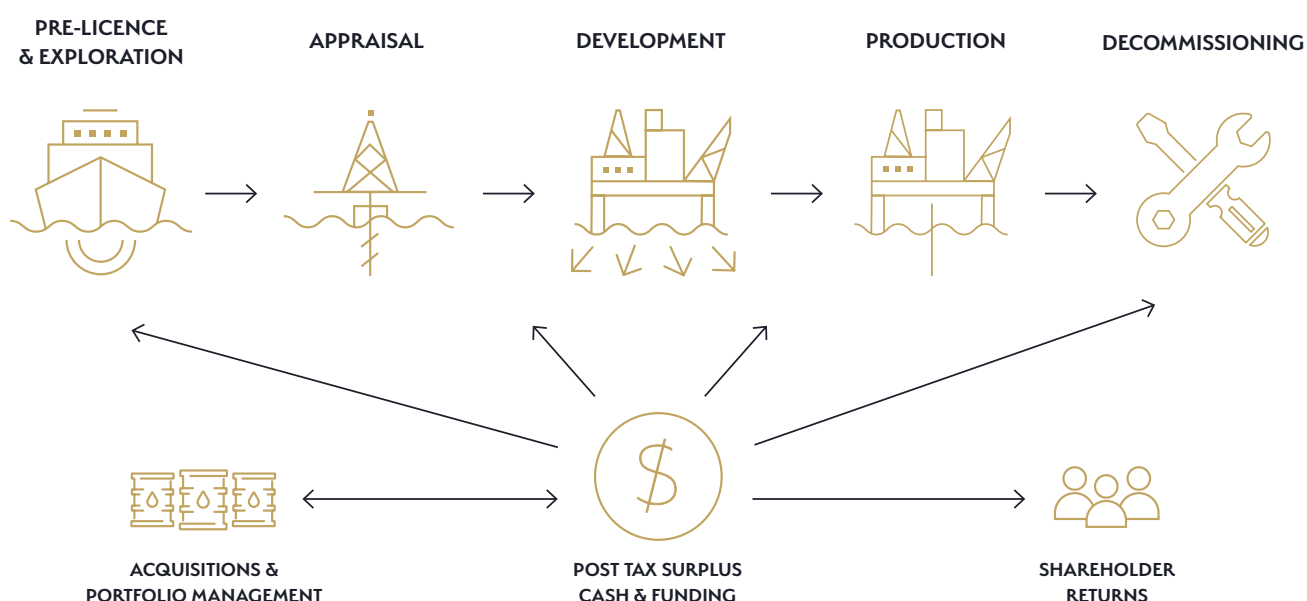 PRE-LICENCE
& EXPLORATION
APPRAISAL
DEVELOPMENT
PRODUCTION
DECOMMISSIONING
$
ACQUISITIONS &
PORTFOLIO MANAGEMENT
POST TAX SURPLUS
CASH & FUNDING
SHAREHOLDER
RETURNS